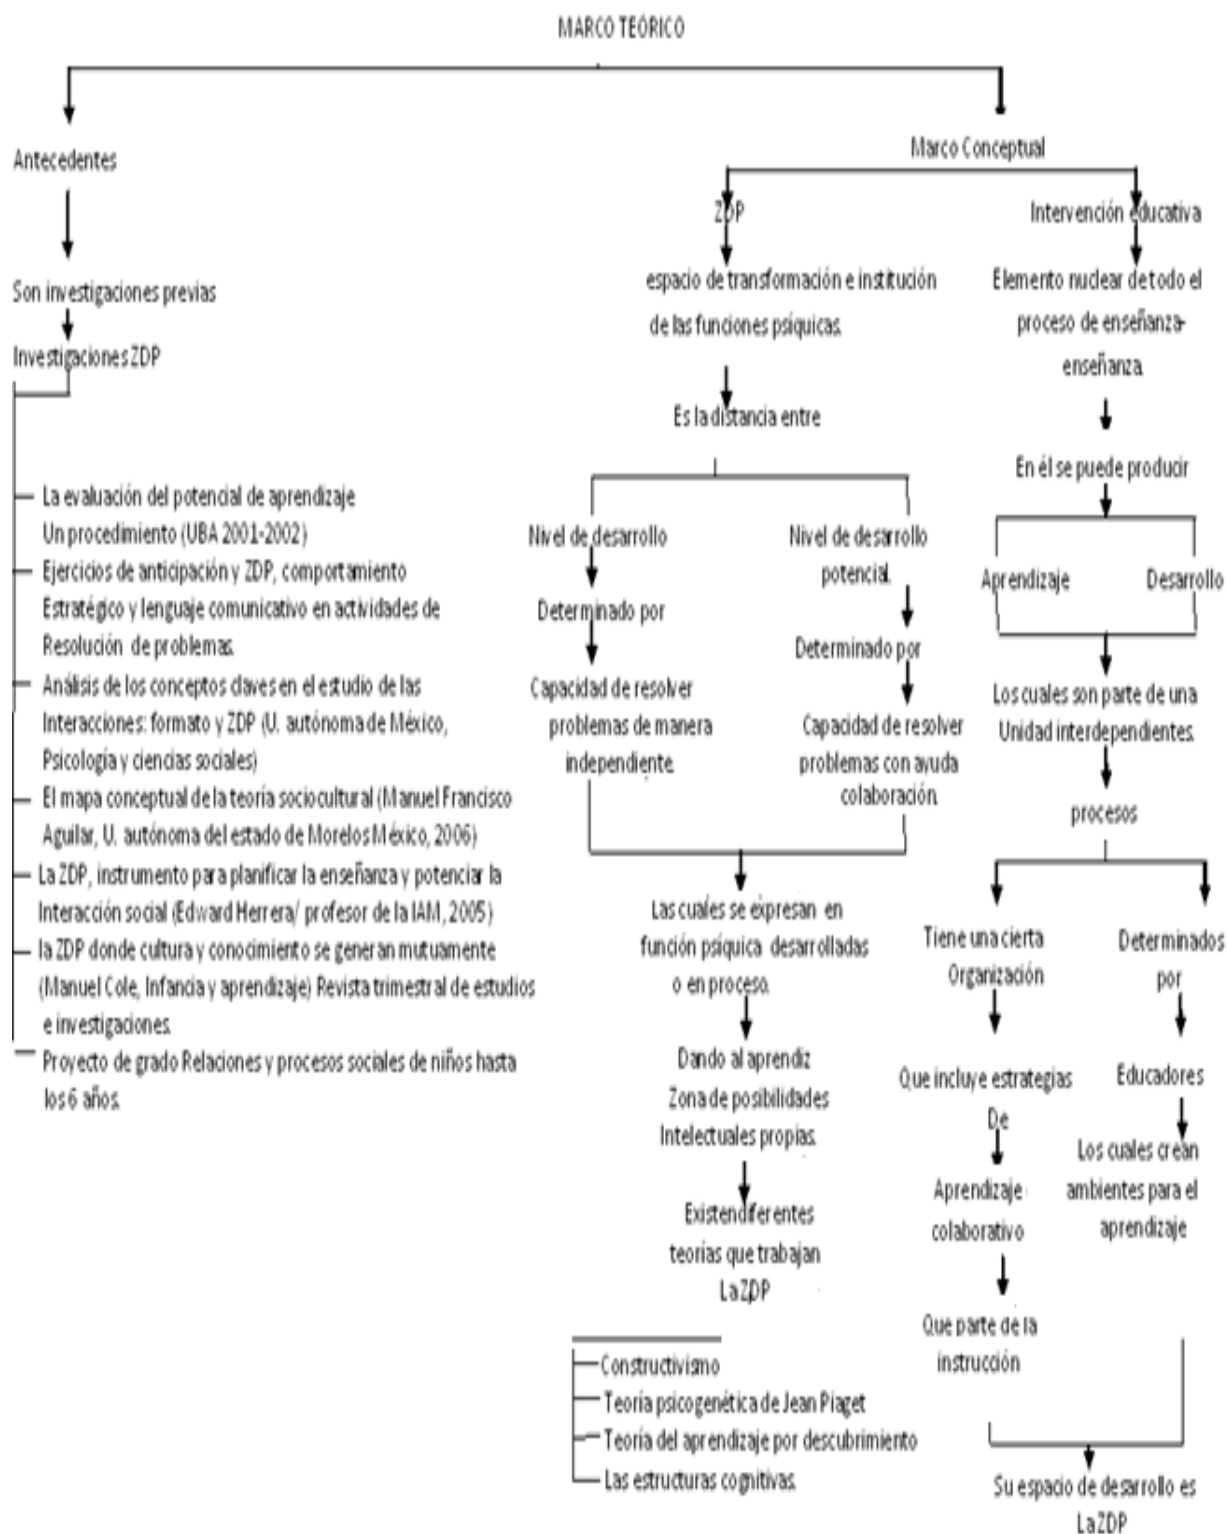 MARCO TEÓRICO
Antecedentes
Son investigaciones previas
Investigaciones ZDP
La evaluación del potencial de aprendizaje
Un procedimiento (UBA 2001-2002)
Ejercicios de anticipación y ZDP, comportamiento
Estratégico y lenguaje comunicativo en actividades de
Resolución de problemas.
Análisis de los conceptos claves en el estudio de las
Interacciones: formato y ZDP (U. autónoma de México,
Psicología y ciencias sociales)
El mapa conceptual de la teoría sociocultural (Manuel Francisco
Aguilar, U. autónoma del estado de Morelos México, 2006)
La ZDP, instrumento para planificar la enseñanza y potenciar la
Interacción social (Edward Herrera/ profesor de la IAM, 2005)
la ZDP donde cultura y conocimiento se generan mutuamente
(Manuel Cole, Infancia y aprendizaje) Revista trimestral de estudios
e investigaciones.
Proyecto de grado Relaciones y procesos sociales de niños hasta
los 6 años.
Marco Conceptual
ZDP
espacio de transformación e institución
de las funciones psíquicas.
Es la distancia entre
Nivel de desarrollo
Determinado por
Capacidad de resolver
problemas de manera
independiente.
Nivel de desarrollo
potencial.
Determinado por
Capacidad de resolver
problemas con ayuda
colaboración.
Las cuales se expresan en
función psíquica desarrolladas
o en proceso.
Dando al aprendiz
Zona de posibilidades
Intelectuales propias.
Existen diferentes
teorías que trabajan
La ZDP
Constructivismo
Teoría psicogenética de Jean Piaget
Teoría del aprendizaje por descubrimiento
Las estructuras cognitivas.
Intervención educativa
Elemento nuclear de todo el
proceso de enseñanza-
enseñanza.
En él se puede producir
Aprendizaje
Desarrollo
Los cuales son parte de una
Unidad interdependientes.
procesos
Tiene una cierta
Organización
Que incluye estrategias
De
Aprendizaje
colaborativo
Que parte de la
instrucción
Determinados
por
Educadores
Los cuales crean
ambientes para el
aprendizaje
Su espacio de desarrollo es
La ZDP